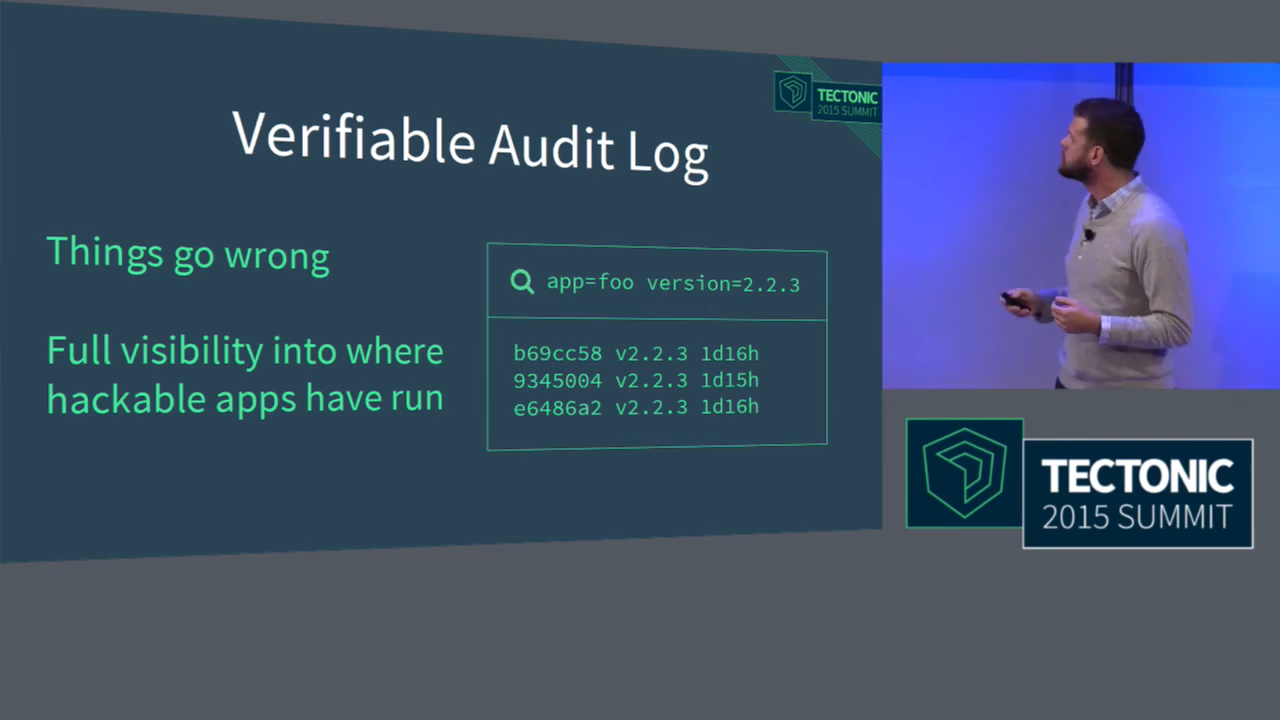 TECTONIC
2015 SUMMIT
Verifiable Audit Log
Things go wrong
Full visibility into where
hackable apps have run
app=foo version=2.2.3
b69cc58 v2.2.3 1d16h
9345004 v2.2.3 1d15h
e6486a2 v2.2.3 1d16h
TECTONIC
2015 SUMMIT